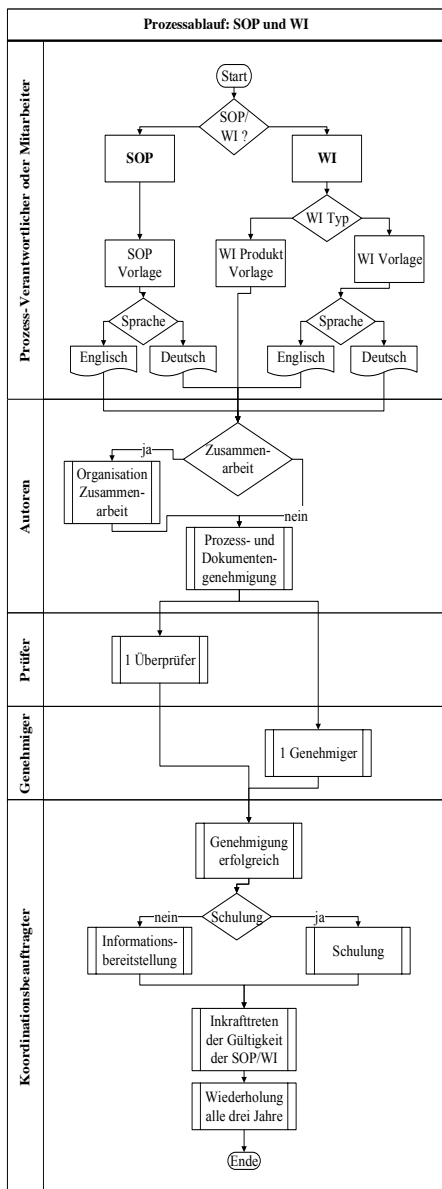 Prozessablauf: SOP und WI
Prozess-Verantwortlicher oder Mitarbeiter
Start
SOP/
WI ?
SOP
WI
WI Typ
SOP
Vorlage
WI Produkt
Vorlage
WI Vorlage
Sprache
Sprache
Englisch
Deutsch
Englisch
Deutsch
Autoren
Zusammen-
arbeit
ja
Organisation
Zusammen-
arbeit
nein
Prozess- und
Dokumenten-
genehmigung
Prüfer
1 Überprüfer
Genehmiger
1 Genehmiger
Koordinationsbeauftragter
Genehmigung
erfolgreich
Schulung
nein
ja
Informations-
bereitstellung
Schulung
Inkrafttreten
der Gültigkeit
der SOP/WI
Wiederholung
alle drei Jahre
Ende